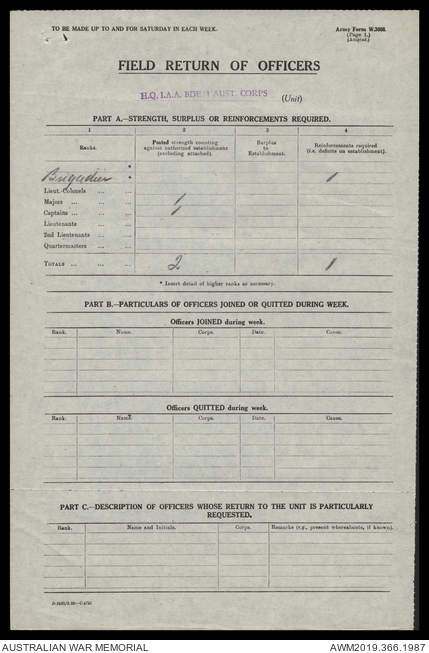 TO BE MADE UP TO AND FOR SATURDAY IN EACH WEEK.
Army Form W.3008.
(Page 1.)
(Adapted.)
FIELD RETURN OF OFFICERS
H.Q. 1.A.A. BDE. 1 AUST. CORPS (Unit)
PART A.—STRENGTH, SURPLUS OR REINFORCEMENTS REQUIRED.
1 2 3 4
Ranks. Posted strength counting against authorized establishment (excluding attached). Surplus to Establishment. Reinforcements required (i.e. deficits on establishment).
*
Brigadier * 1
Lieut.-Colonels ... ...
Majors ... ... ... 1
Captains ... ... ... 1
Lieutenants ... ...
2nd Lieutenants ... ...
Quartermasters ... ...
TOTALS ... ... ... 2 1
* Insert detail of higher ranks as necessary.
PART B.—PARTICULARS OF OFFICERS JOINED OR QUITTED DURING WEEK.
Officers JOINED during week.
Rank. Name. Corps. Date. Cause.
Officers QUITTED during week.
Rank. Name. Corps. Date. Cause.
PART C.—DESCRIPTION OF OFFICERS WHOSE RETURN TO THE UNIT IS PARTICULARLY
REQUESTED.
Rank. Name and Initials. Corps. Remarks (e.g., present whereabouts, if known).
AUSTRALIAN WAR MEMORIAL
AWM2019.366.1987